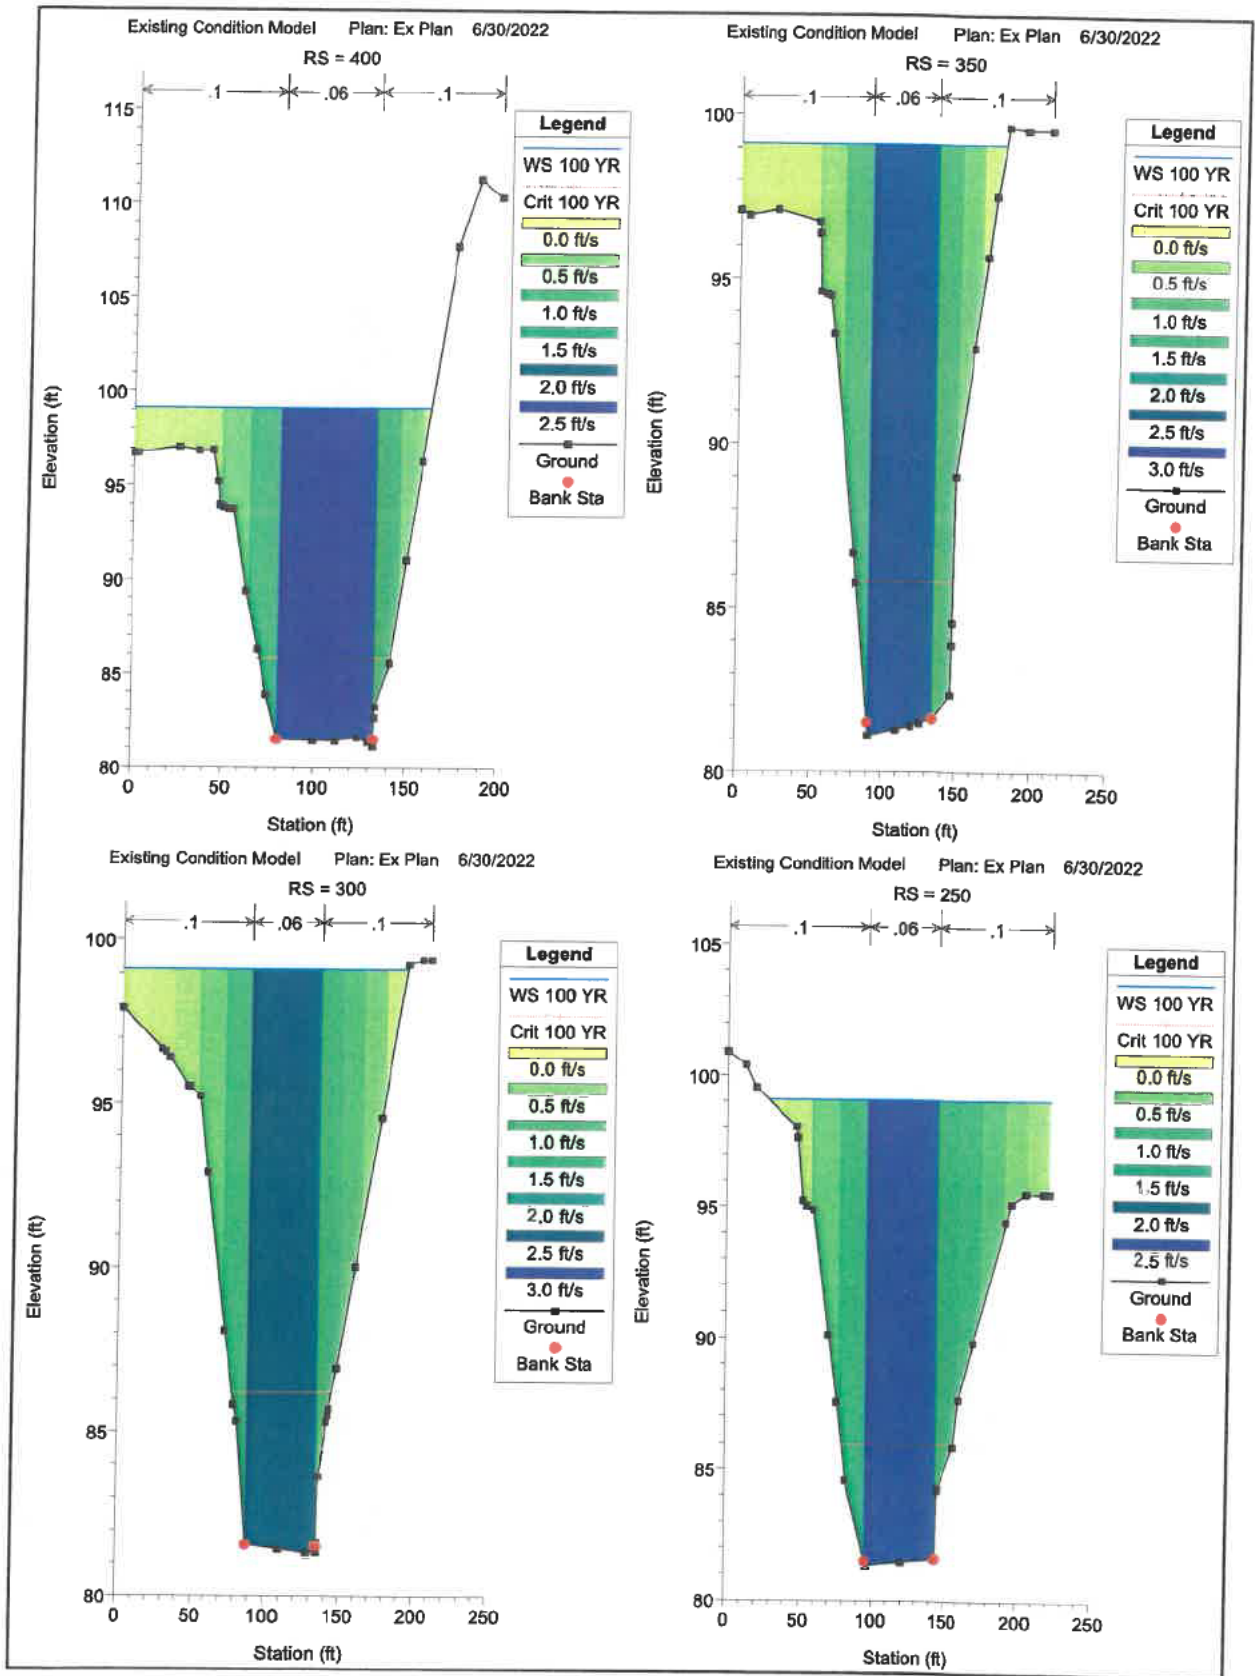 Existing Condition Model Plan: Ex Plan 6/30/2022
RS = 400
.1 .06 .1
Elevation (ft)
115
110
105
100
95
90
85
80
0 50 100 150 200
Station (ft)
Legend
WS 100 YR
Crit 100 YR
0.0 ft/s
0.5 ft/s
1.0 ft/s
1.5 ft/s
2.0 ft/s
2.5 ft/s
Ground
Bank Sta
Existing Condition Model Plan: Ex Plan 6/30/2022
RS = 350
.1 .06 .1
Elevation (ft)
100
95
90
85
80
0 50 100 150 200 250
Station (ft)
Legend
WS 100 YR
Crit 100 YR
0.0 ft/s
0.5 ft/s
1.0 ft/s
1.5 ft/s
2.0 ft/s
2.5 ft/s
3.0 ft/s
Ground
Bank Sta
Existing Condition Model Plan: Ex Plan 6/30/2022
RS = 300
.1 .06 .1
Elevation (ft)
100
95
90
85
80
0 50 100 150 200 250
Station (ft)
Legend
WS 100 YR
Crit 100 YR
0.0 ft/s
0.5 ft/s
1.0 ft/s
1.5 ft/s
2.0 ft/s
2.5 ft/s
3.0 ft/s
Ground
Bank Sta
Existing Condition Model Plan: Ex Plan 6/30/2022
RS = 250
.1 .06 .1
Elevation (ft)
105
100
95
90
85
80
0 50 100 150 200 250
Station (ft)
Legend
WS 100 YR
Crit 100 YR
0.0 ft/s
0.5 ft/s
1.0 ft/s
1.5 ft/s
2.0 ft/s
2.5 ft/s
Ground
Bank Sta